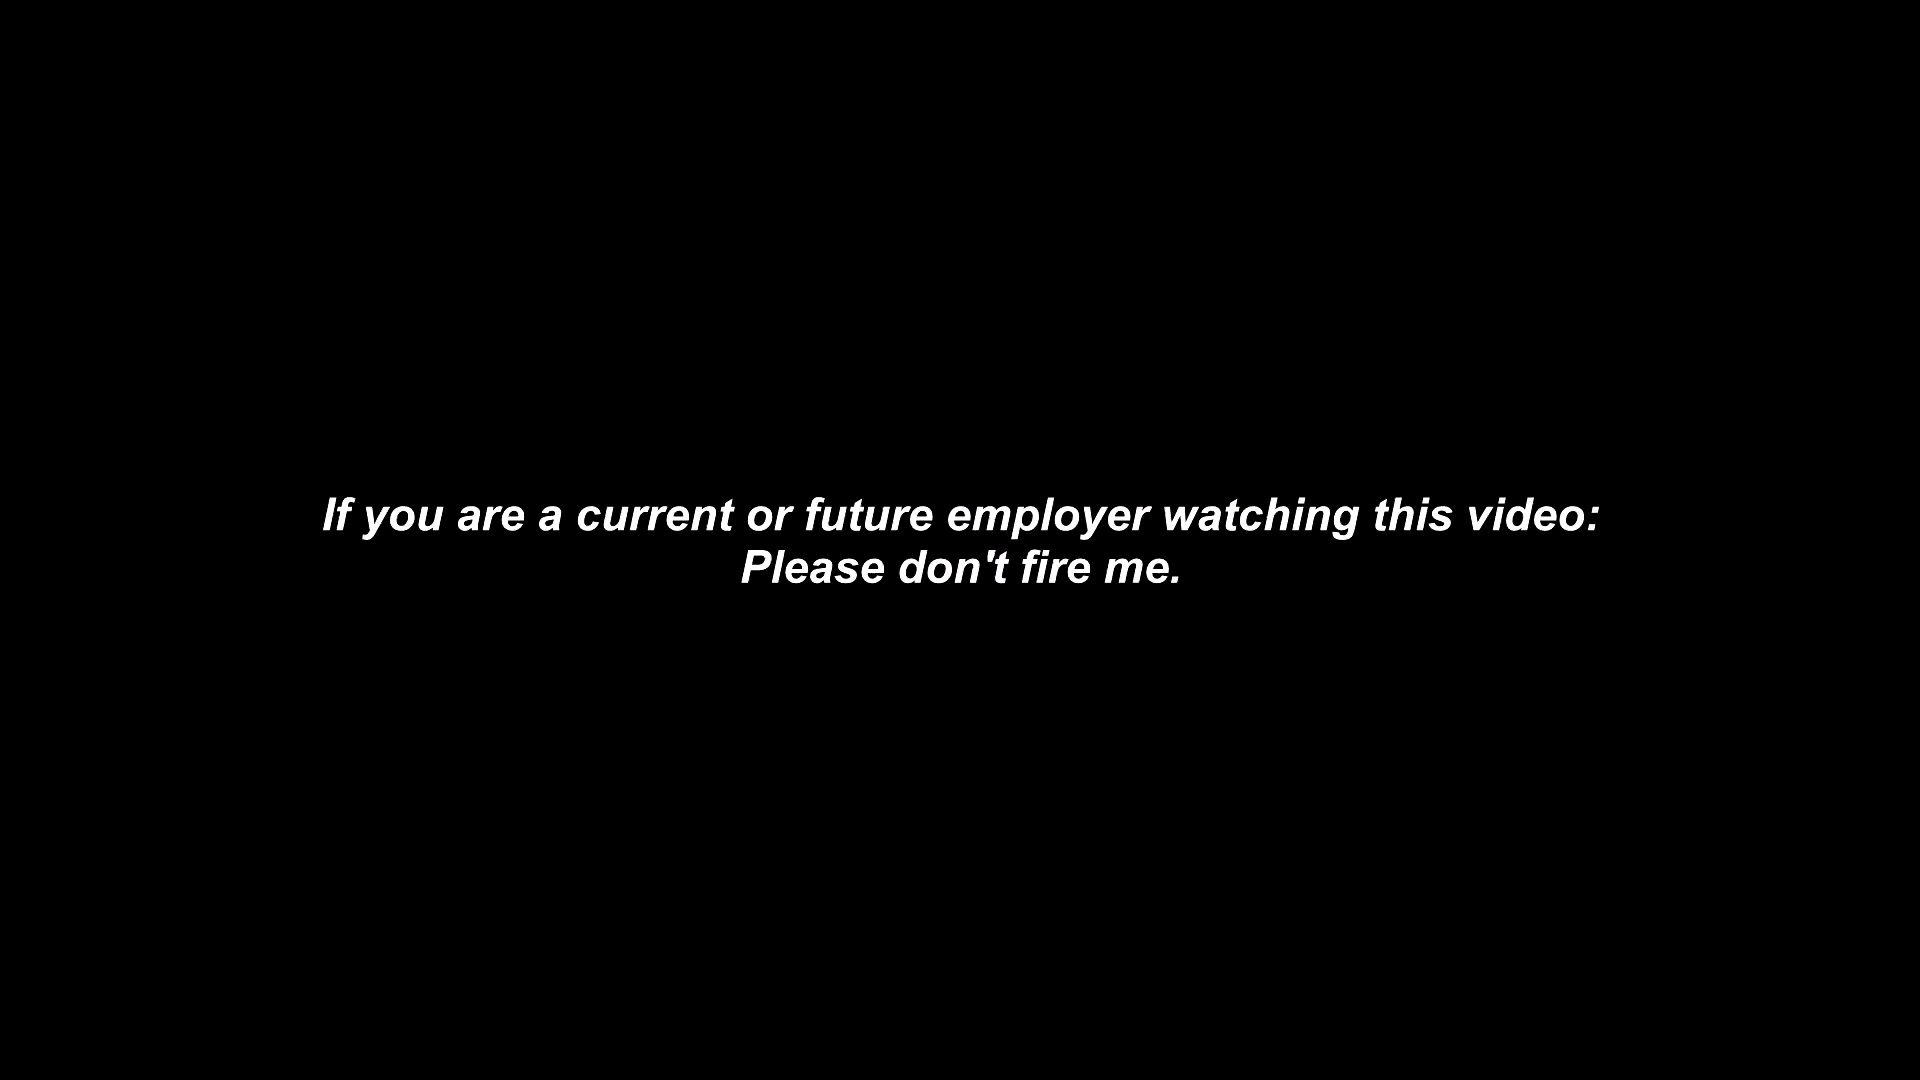 If you are a current or future employer watching this video:
Please don't fire me.